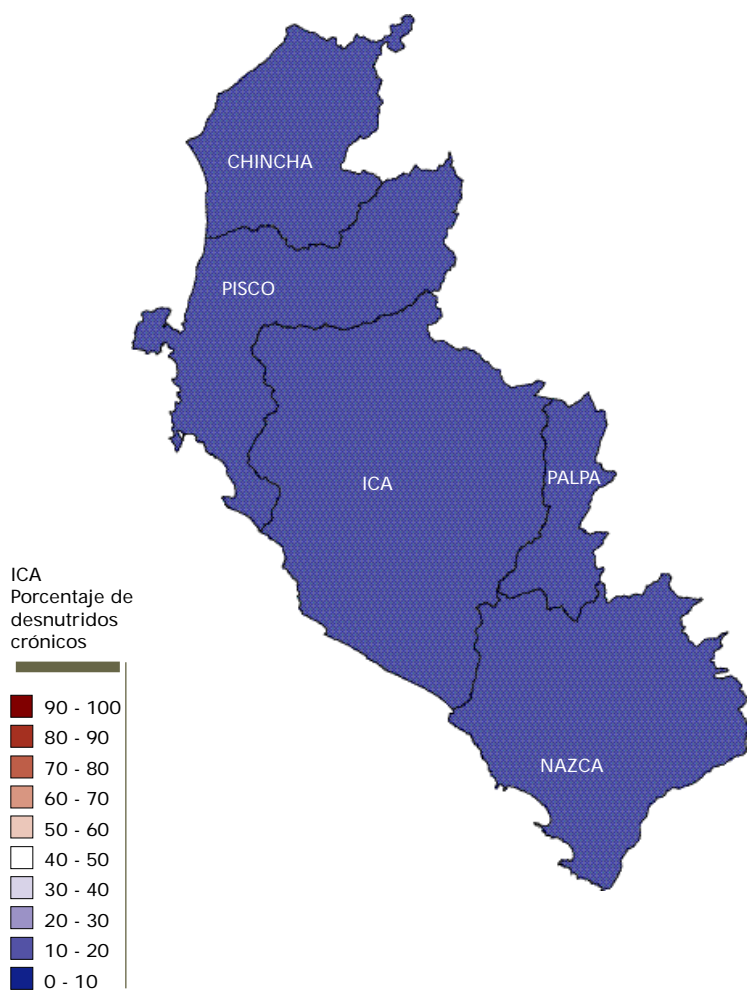 CHINCHA
PISCO
ICA
PALPA
NAZCA
ICA
Porcentaje de
desnutridos
crónicos
90 - 100
80 - 90
70 - 80
60 - 70
50 - 60
40 - 50
30 - 40
20 - 30
10 - 20
0 - 10